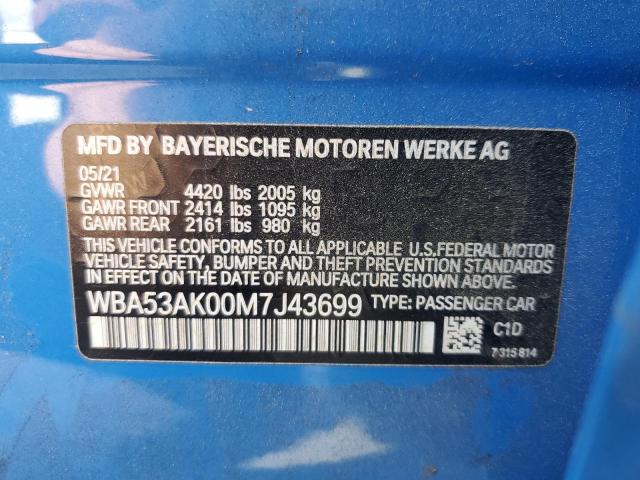 MFD BY BAYERISCHE MOTOREN WERKE AG
05/21
GVWR 4420 lbs 2005 kg
GAWR FRONT 2414 lbs 1095 kg
GAWR REAR 2161 lbs 980 kg
THIS VEHICLE CONFORMS TO ALL APPLICABLE U.S.FEDERAL MOTOR
VEHICLE SAFETY, BUMPER AND THEFT PREVENTION STANDARDS
IN EFFECT ON THE DATE OF MANUFACTURE SHOWN ABOVE.
WBA53AK00M7J43699 TYPE: PASSENGER CAR
C1D
7315814